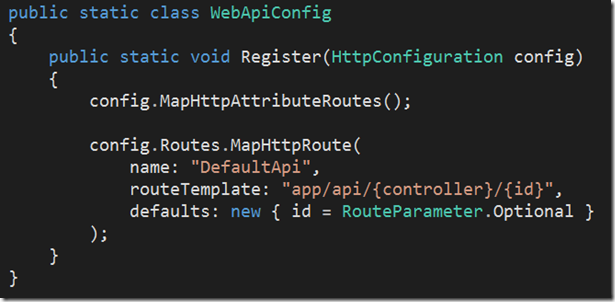 public static class WebApiConfig
{
    public static void Register(HttpConfiguration config)
    {
        config.MapHttpAttributeRoutes();

        config.Routes.MapHttpRoute(
            name: "DefaultApi",
            routeTemplate: "app/api/{controller}/{id}",
            defaults: new { id = RouteParameter.Optional }
        );
    }
}